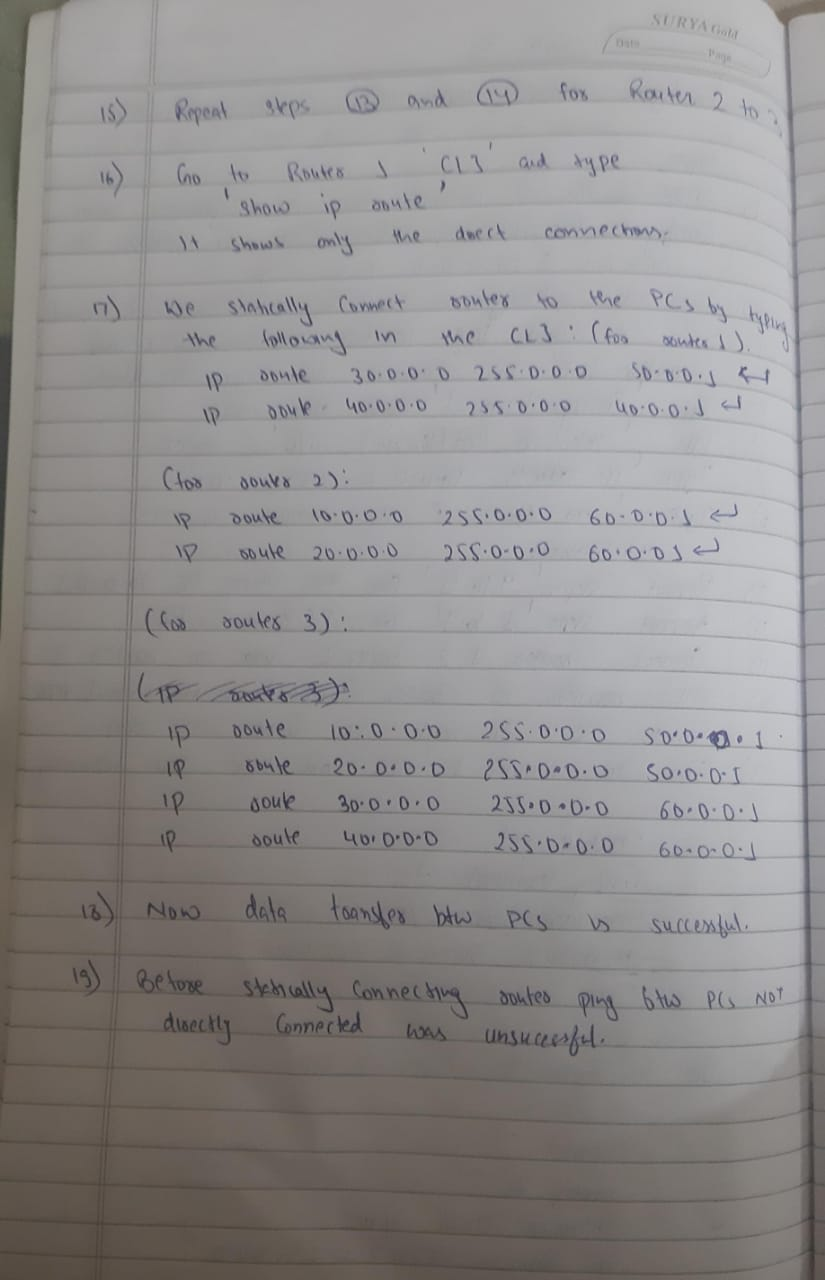 SURYA Gold
Date
Page
15) Repeat steps 13 and 14 for Router 2 to 3.
16) Go to Router 1 'CLI' and type
'show ip route'
It shows only the direct connections.
17) We statically connect router to the PCs by typing
the following in the CLI : (for router 1).
IP route 30.0.0.0 255.0.0.0 50.0.0.1 ↵
IP route 40.0.0.0 255.0.0.0 40.0.0.1 ↵
(for router 2):
IP route 10.0.0.0 255.0.0.0 60.0.0.1 ↵
IP route 20.0.0.0 255.0.0.0 60.0.01 ↵
(for router 3):
IP route 10.0.0.0 255.0.0.0 50.0.0.1
IP route 20.0.0.0 255.0.0.0 50.0.0.1
IP route 30.0.0.0 255.0.0.0 60.0.0.1
IP route 40.0.0.0 255.0.0.0 60.0.0.1
18) Now data transfer btw PCs is successful.
19) Before statically connecting router ping btw PCs NOT
directly connected was unsucessful.